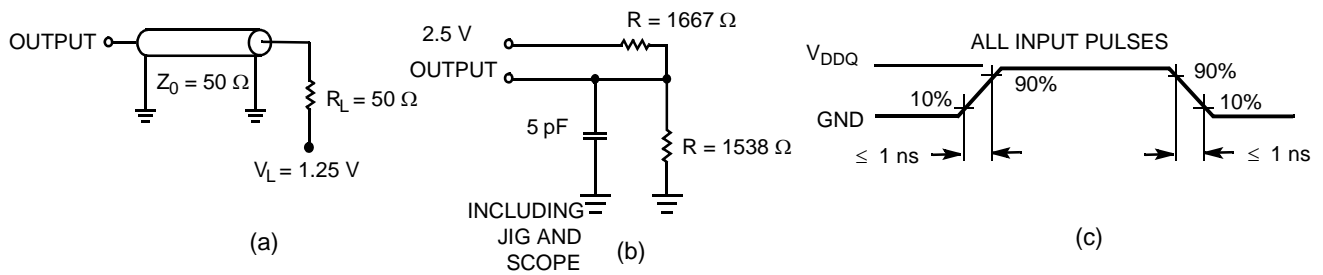 OUTPUT
Z0 = 50 Ω
RL = 50 Ω
VL = 1.25 V
(a)
R = 1667 Ω
2.5 V
OUTPUT
5 pF
R = 1538 Ω
INCLUDING
JIG AND
SCOPE
(b)
ALL INPUT PULSES
VDDQ
GND
10%
90%
90%
10%
≤ 1 ns
≤ 1 ns
(c)